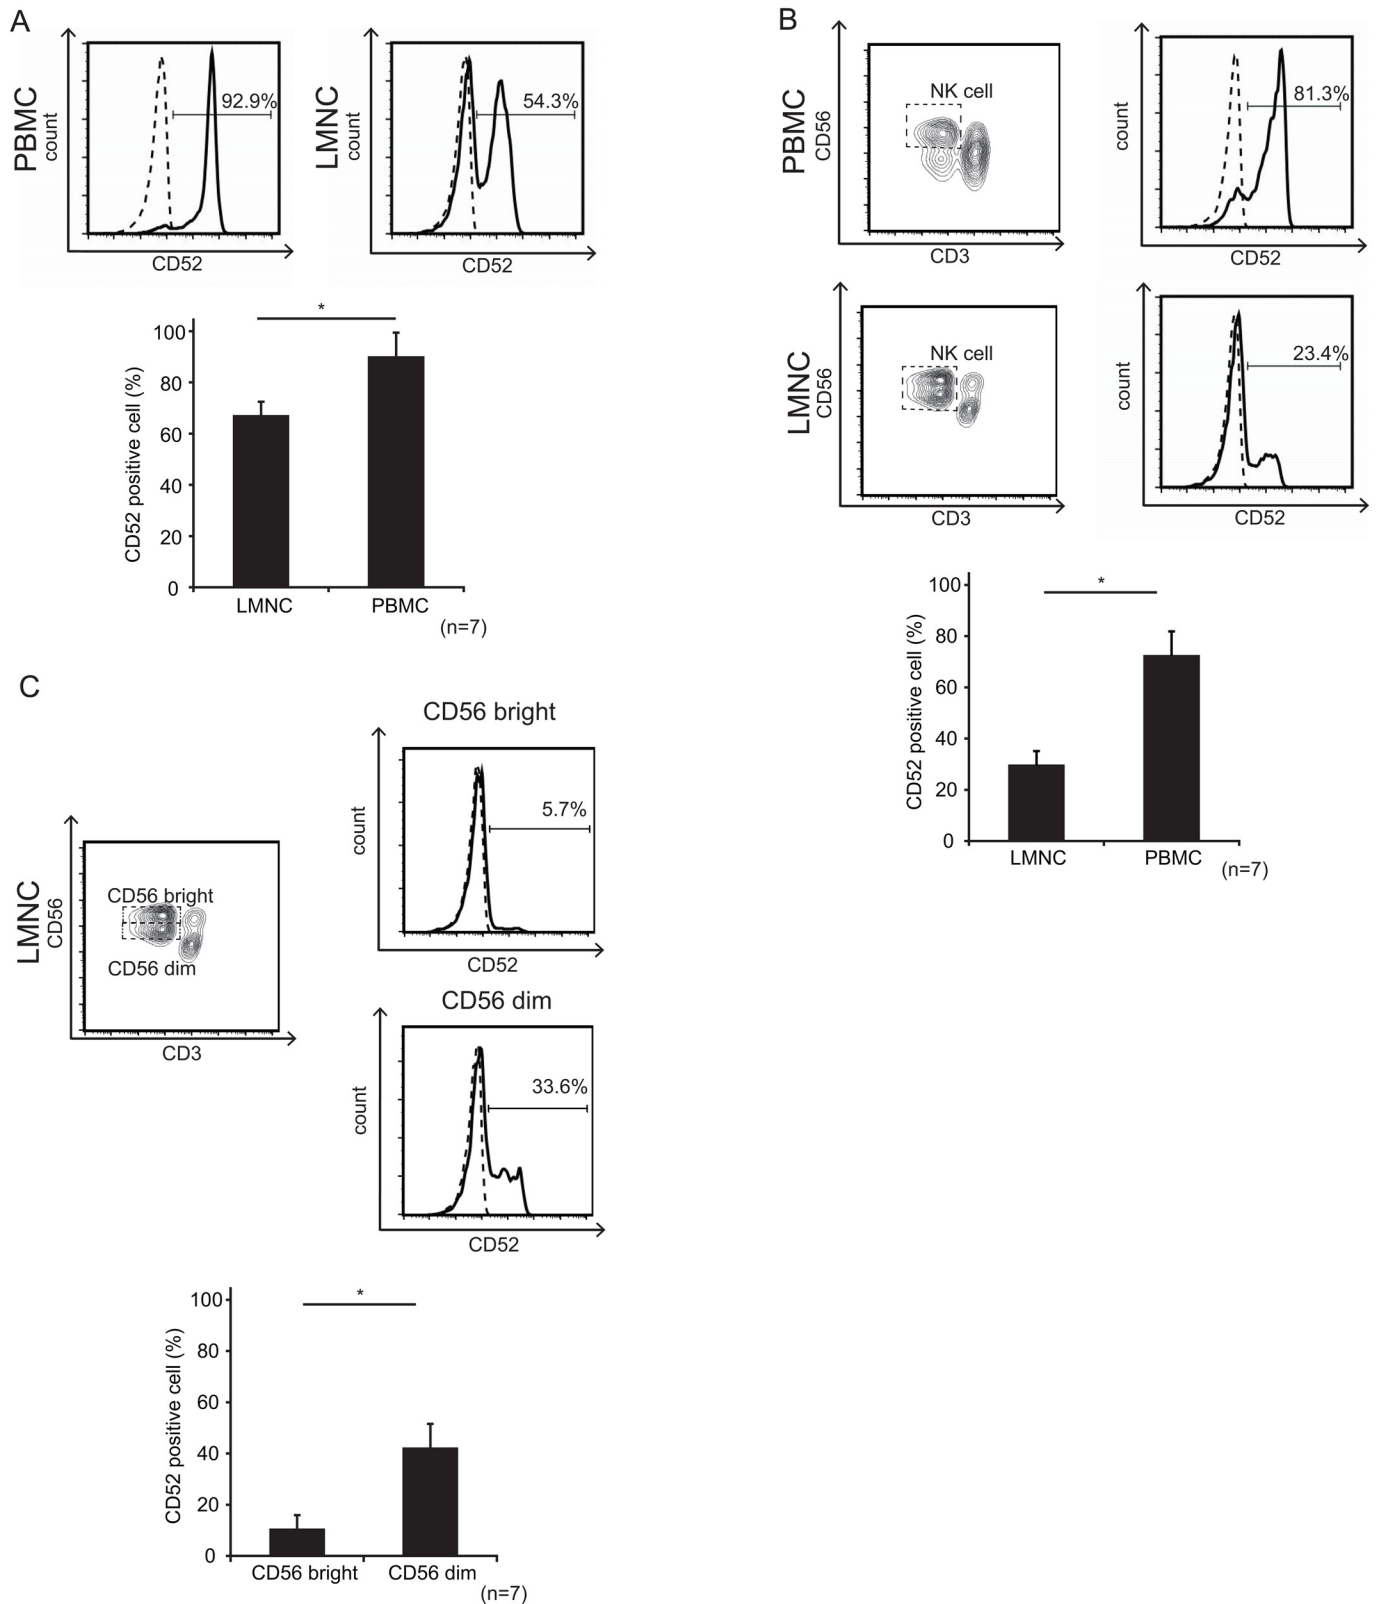 A
PBMC
count
92.9%
CD52
LMNC
count
54.3%
CD52
CD52 positive cell (%)
100
80
60
40
20
0
*
LMNC
PBMC
(n=7)
B
PBMC
CD56
NK cell
CD3
count
81.3%
CD52
LMNC
CD56
NK cell
CD3
count
23.4%
CD52
CD52 positive cell (%)
100
80
60
40
20
0
*
LMNC
PBMC
(n=7)
C
LMNC
CD56
CD56 bright
CD56 dim
CD3
CD56 bright
count
5.7%
CD52
CD56 dim
count
33.6%
CD52
CD52 positive cell (%)
100
80
60
40
20
0
*
CD56 bright
CD56 dim
(n=7)